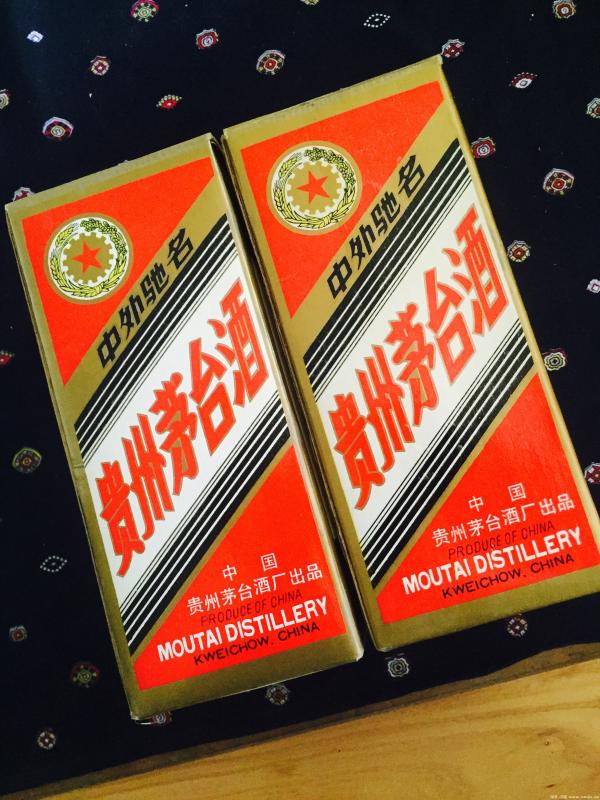 中外驰名
贵州茅台酒
中 国
贵州茅台酒厂出品
PRODUCE OF CHINA
MOUTAI DISTILLERY
KWEICHOW, CHINA
中外驰名
贵州茅台酒
中 国
贵州茅台酒厂出品
PRODUCE OF CHINA
MOUTAI DISTILLERY
KWEICHOW, CHINA